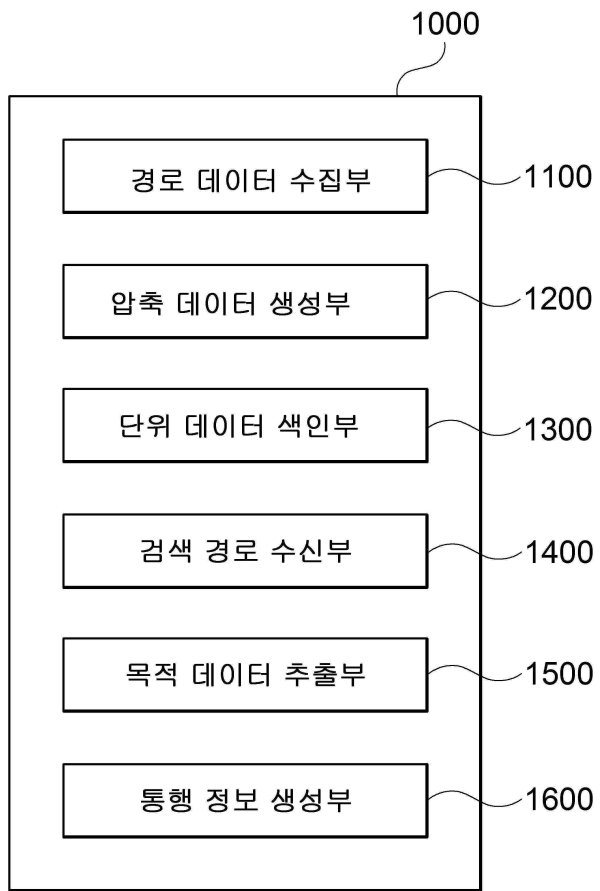 1000
경로 데이터 수집부
1100
압축 데이터 생성부
1200
단위 데이터 색인부
1300
검색 경로 수신부
1400
목적 데이터 추출부
1500
통행 정보 생성부
1600